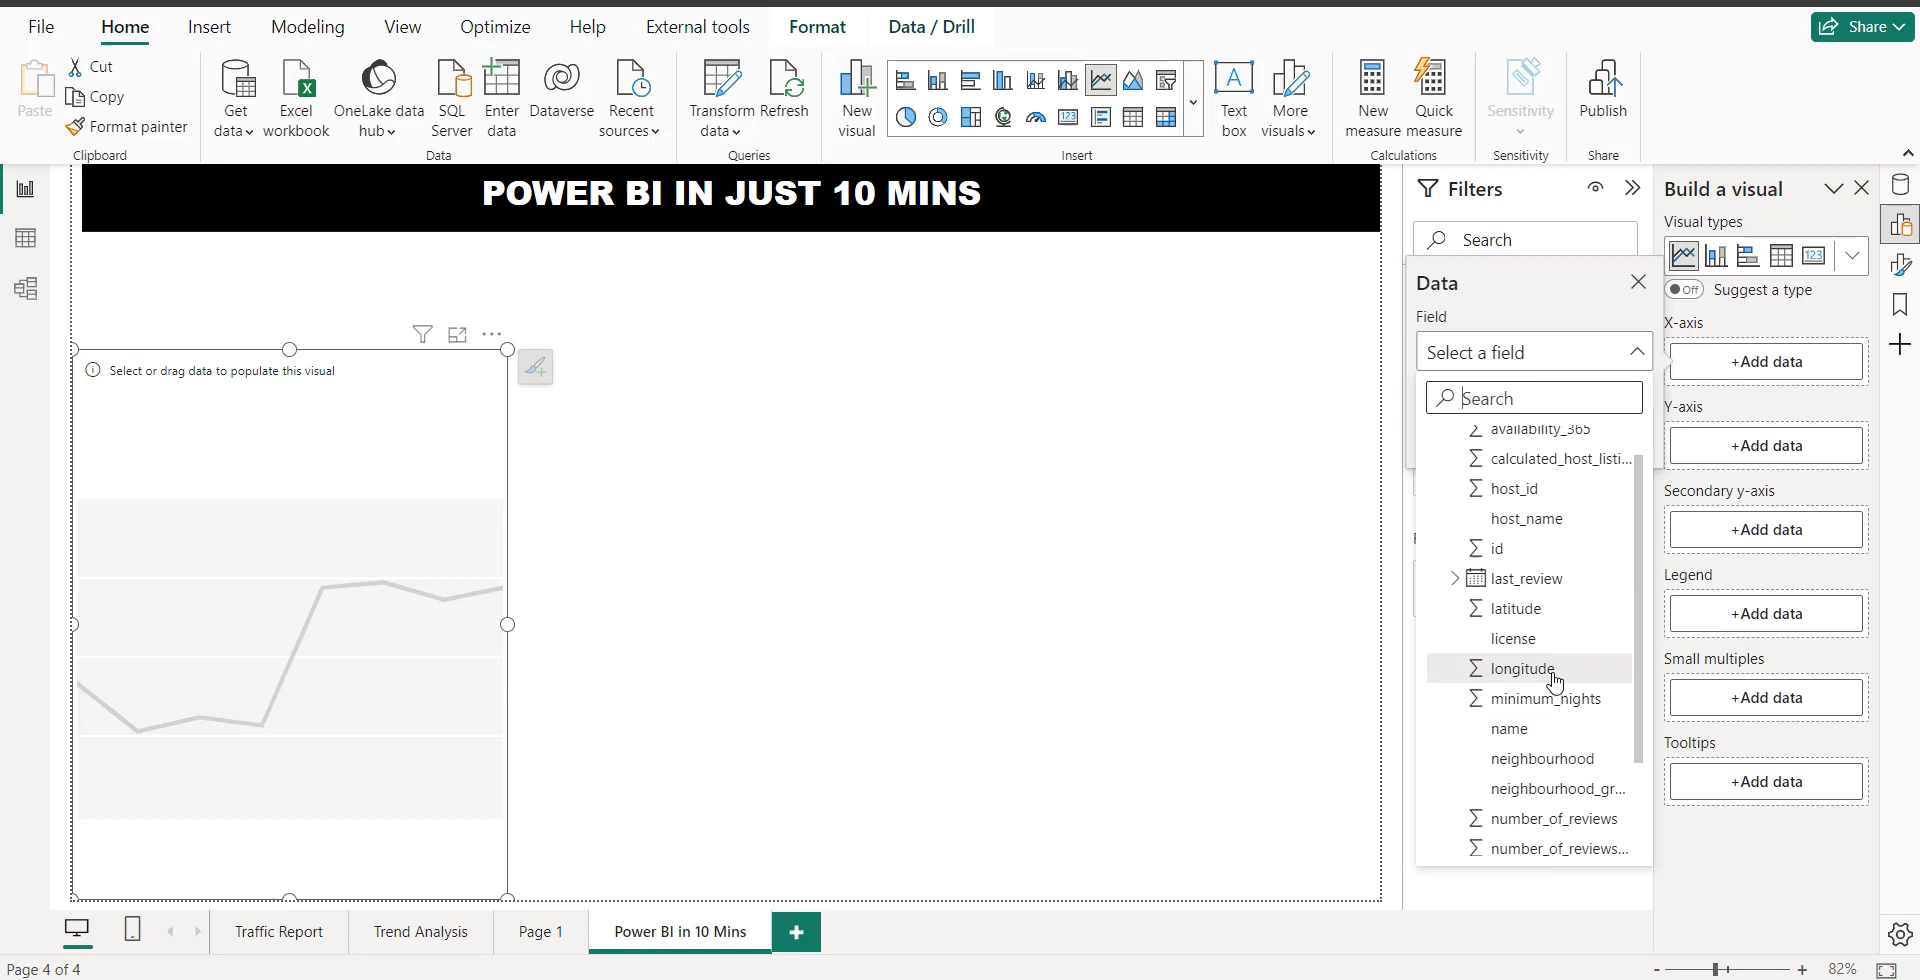 File Home Insert Modeling View Optimize Help External tools Format Data / Drill Share
Paste
Cut
Copy
Format painter
Clipboard
Get data
Excel workbook
OneLake data hub
SQL Server
Enter data
Dataverse
Recent sources
Data
Transform data
Refresh
Queries
New visual
Text box
More visuals
Insert
New measure
Quick measure
Calculations
Sensitivity
Sensitivity
Publish
Share
POWER BI IN JUST 10 MINS
Select or drag data to populate this visual
Filters
Search
Data
Field
Select a field
Search
availability_365
calculated_host_listi...
host_id
host_name
id
last_review
latitude
license
longitude
minimum_nights
name
neighbourhood
neighbourhood_gr...
number_of_reviews
number_of_reviews...
Build a visual
Visual types
Off Suggest a type
X-axis
+Add data
Y-axis
+Add data
Secondary y-axis
+Add data
Legend
+Add data
Small multiples
+Add data
Tooltips
+Add data
Traffic Report Trend Analysis Page 1 Power BI in 10 Mins +
Page 4 of 4
- + 82%